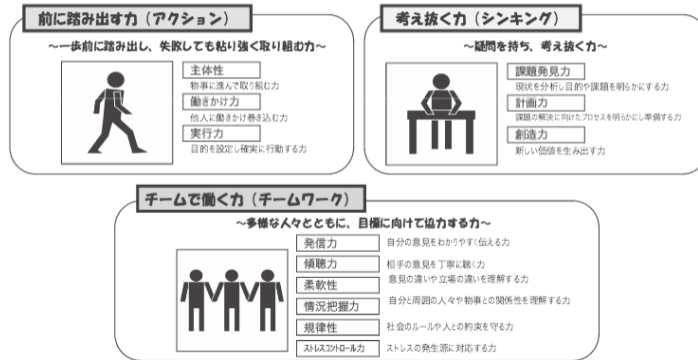 前に踏み出す力（アクション）
～一歩前に踏み出し、失敗しても粘り強く取り組む力～
主体性
物事に進んで取り組む力
働きかけ力
他人に働きかけ巻き込む力
実行力
目的を設定し確実に行動する力
考え抜く力（シンキング）
～疑問を持ち、考え抜く力～
課題発見力
現状を分析し目的や課題を明らかにする力
計画力
課題の解決に向けたプロセスを明らかにし準備する力
創造力
新しい価値を生み出す力
チームで働く力（チームワーク）
～多様な人々とともに、目標に向けて協力する力～
発信力 自分の意見をわかりやすく伝える力
傾聴力 相手の意見を丁寧に聴く力
柔軟性 意見の違いや立場の違いを理解する力
情況把握力 自分と周囲の人々や物事との関係性を理解する力
規律性 社会のルールや人との約束を守る力
ストレスコントロール力 ストレスの発生源に対応する力